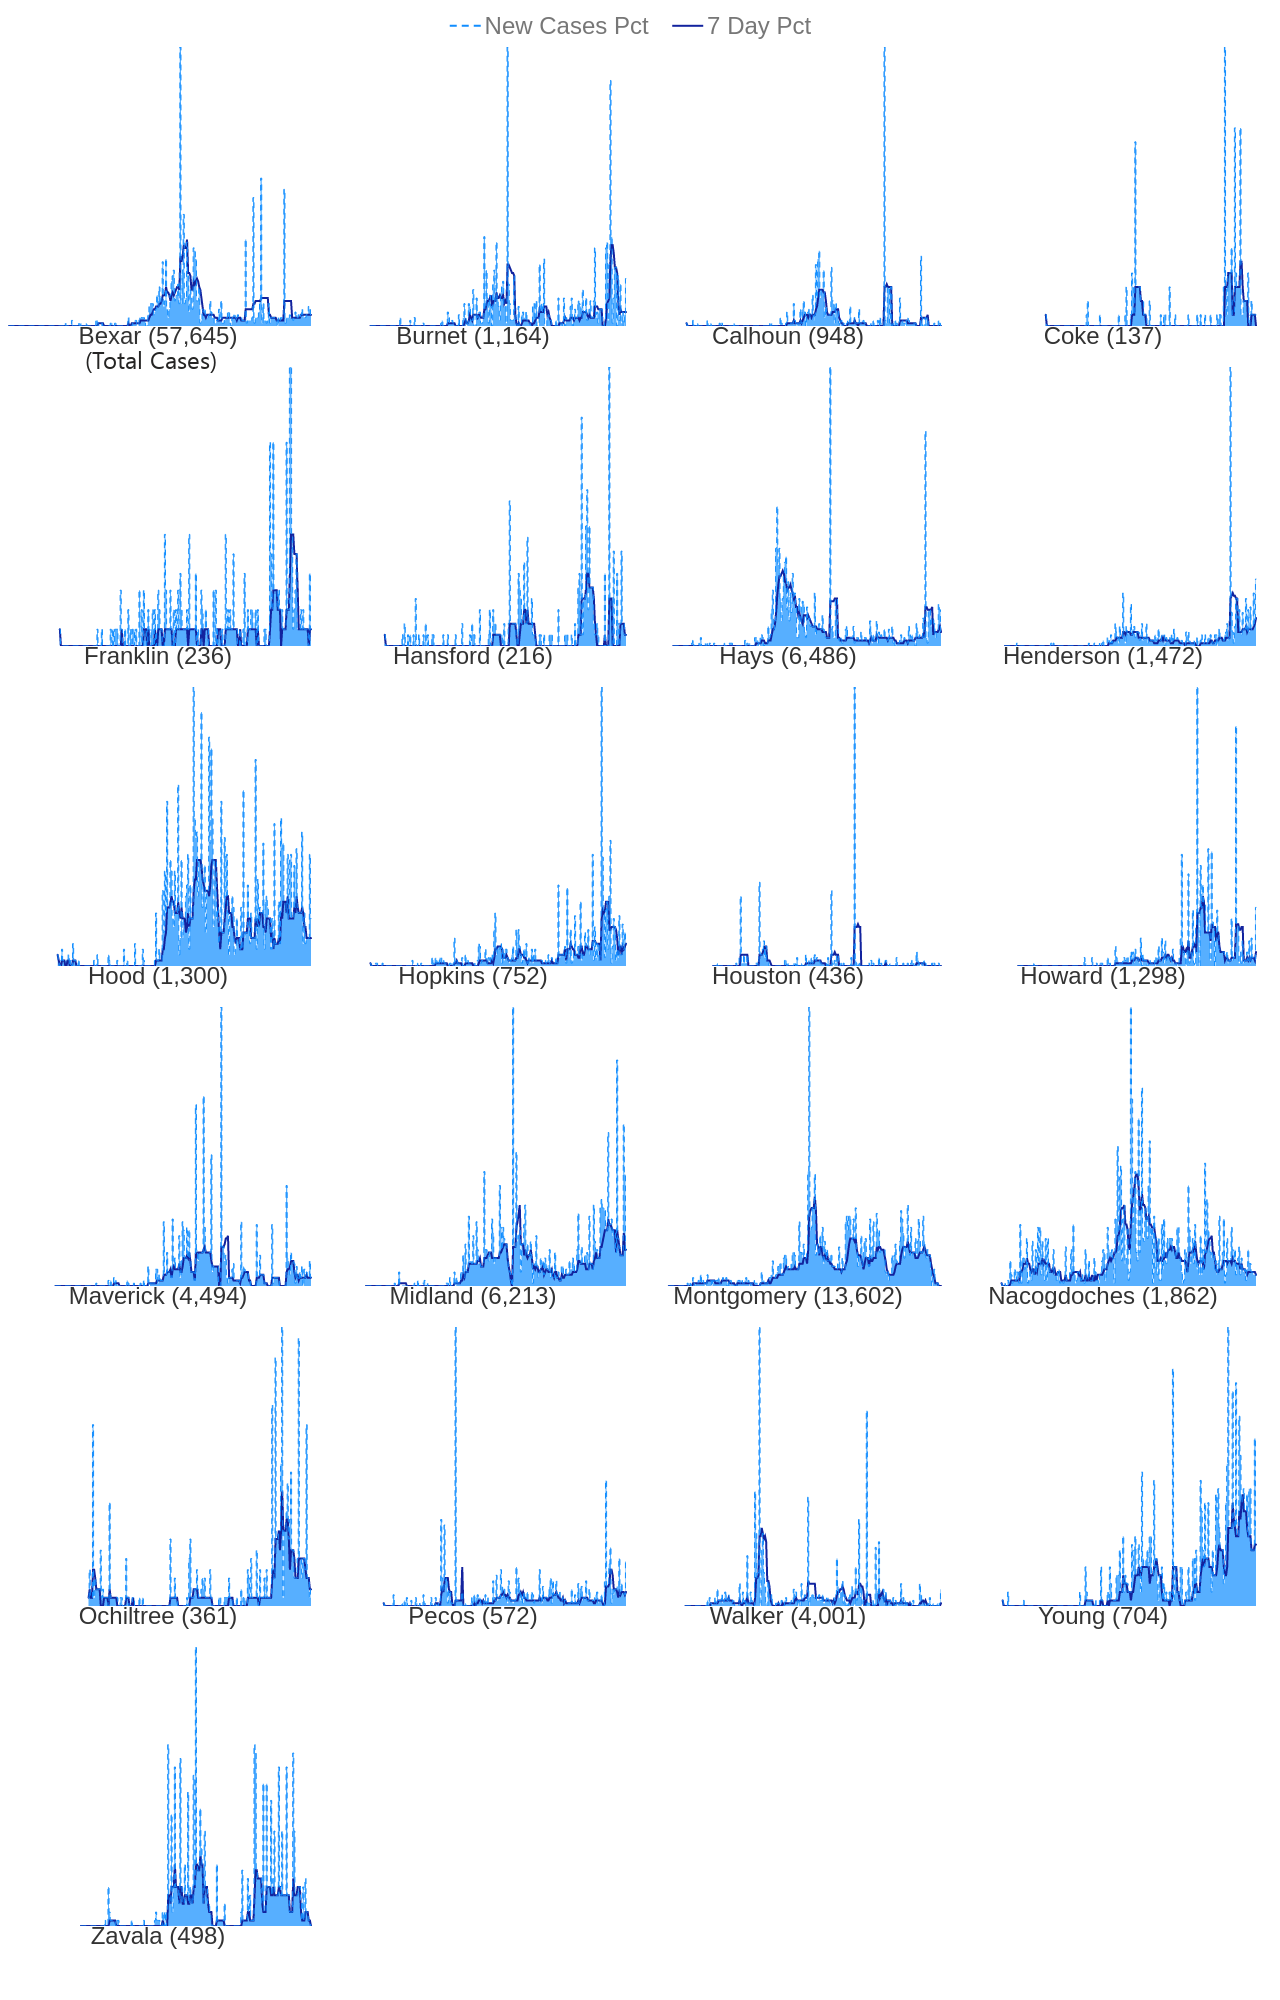 New Cases Pct 7 Day Pct
Bexar (57,645) Burnet (1,164) Calhoun (948) Coke (137)
(Total Cases)
Franklin (236) Hansford (216) Hays (6,486) Henderson (1,472)
Hood (1,300) Hopkins (752) Houston (436) Howard (1,298)
Maverick (4,494) Midland (6,213) Montgomery (13,602) Nacogdoches (1,862)
Ochiltree (361) Pecos (572) Walker (4,001) Young (704)
Zavala (498)